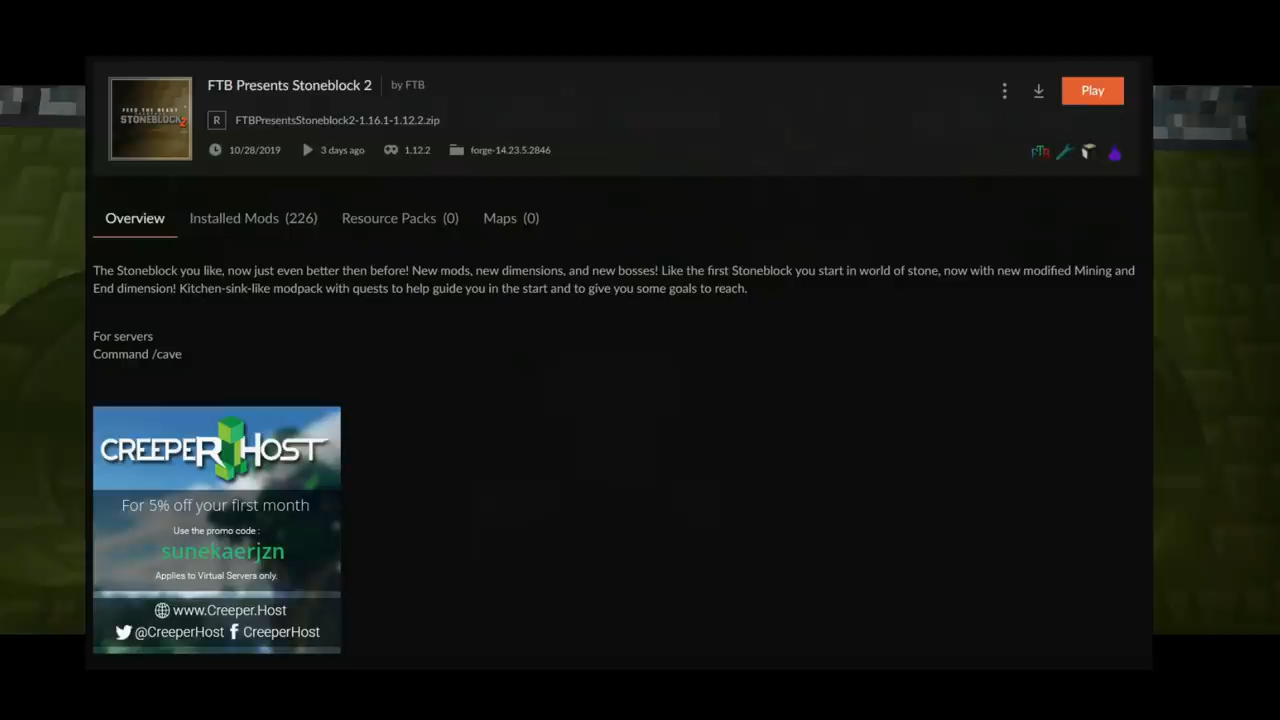 FTB Presents Stoneblock 2 by FTB
FEED THE BEAST
STONEBLOCK 2
R FTBPresentsStoneblock2-1.16.1-1.12.2.zip
10/28/2019 3 days ago 1.12.2 forge-14.23.5.2846
Play
FTB
Overview Installed Mods (226) Resource Packs (0) Maps (0)
The Stoneblock you like, now just even better then before! New mods, new dimensions, and new bosses! Like the first Stoneblock you start in world of stone, now with new modified Mining and
End dimension! Kitchen-sink-like modpack with quests to help guide you in the start and to give you some goals to reach.
For servers
Command /cave
CREEPER HOST
For 5% off your first month
Use the promo code :
sunekaerjzn
Applies to Virtual Servers only.
www.Creeper.Host
@CreeperHost f CreeperHost